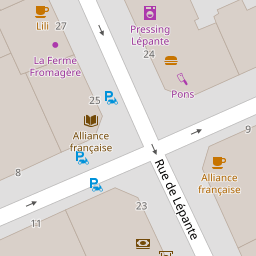 27
Lili
Pressing
Lépante
24
La Ferme
Fromagère
Pons
25
Alliance
française
9
8
Rue de Lépante
Alliance
française
11
23